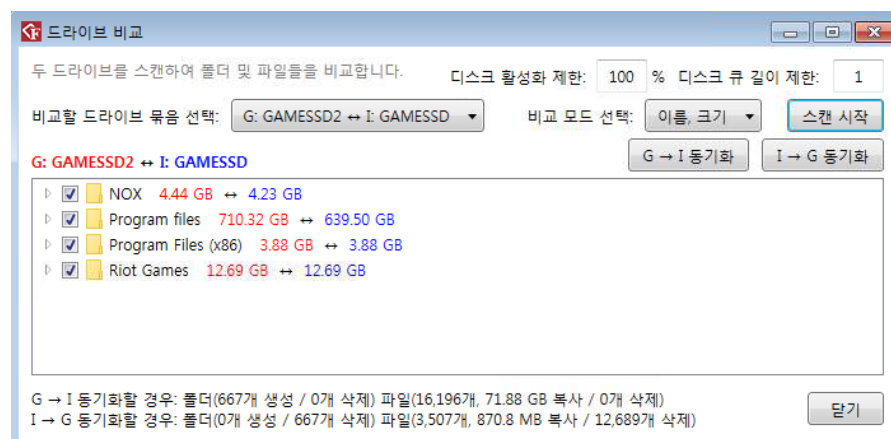 드라이브 비교
두 드라이브를 스캔하여 폴더 및 파일들을 비교합니다. 디스크 활성화 제한: 100 % 디스크 큐 길이 제한: 1
비교할 드라이브 묶음 선택: G: GAMESSD2 ↔ I: GAMESSD 비교 모드 선택: 이름, 크기 스캔 시작
G: GAMESSD2 ↔ I: GAMESSD G → I 동기화 I → G 동기화
NOX 4.44 GB ↔ 4.23 GB
Program files 710.32 GB ↔ 639.50 GB
Program Files (x86) 3.88 GB ↔ 3.88 GB
Riot Games 12.69 GB ↔ 12.69 GB
G → I 동기화할 경우: 폴더(667개 생성 / 0개 삭제) 파일(16,196개, 71.88 GB 복사 / 0개 삭제)
I → G 동기화할 경우: 폴더(0개 생성 / 667개 삭제) 파일(3,507개, 870.8 MB 복사 / 12,689개 삭제)
닫기